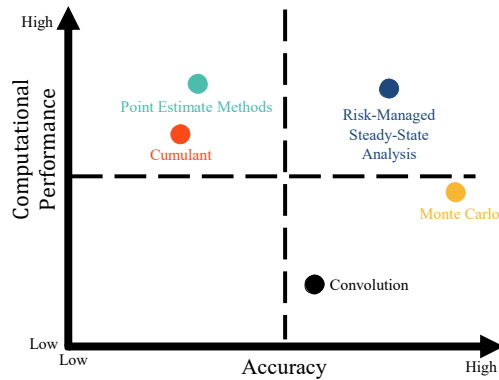 High
Computational
Performance
Point Estimate Methods
Cumulant
Risk-Managed
Steady-State
Analysis
Monte Carlo
Convolution
Low
Low
Accuracy
High